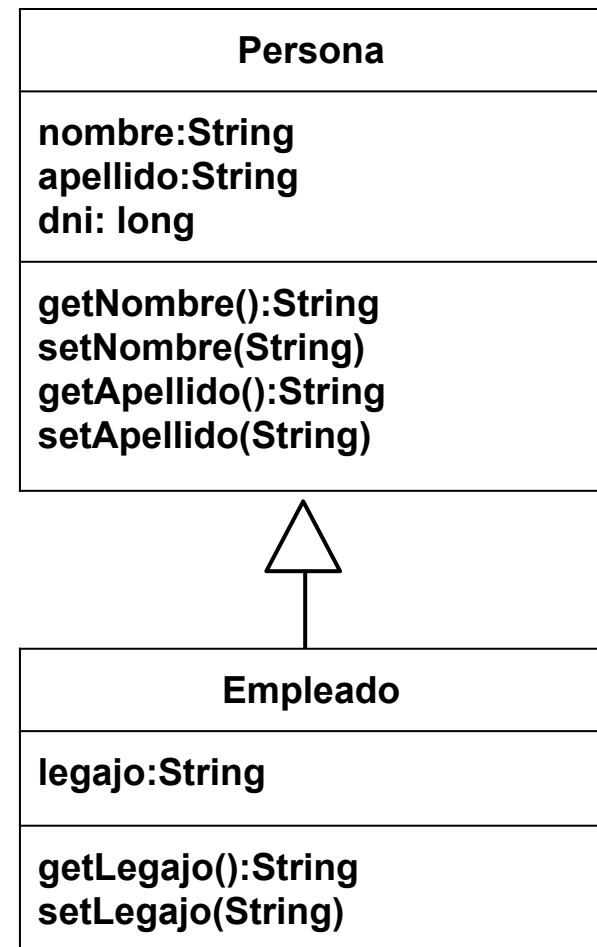 Persona
nombre:String
apellido:String
dni: long
getNombre():String
setNombre(String)
getApellido():String
setApellido(String)
Empleado
legajo:String
getLegajo():String
setLegajo(String)